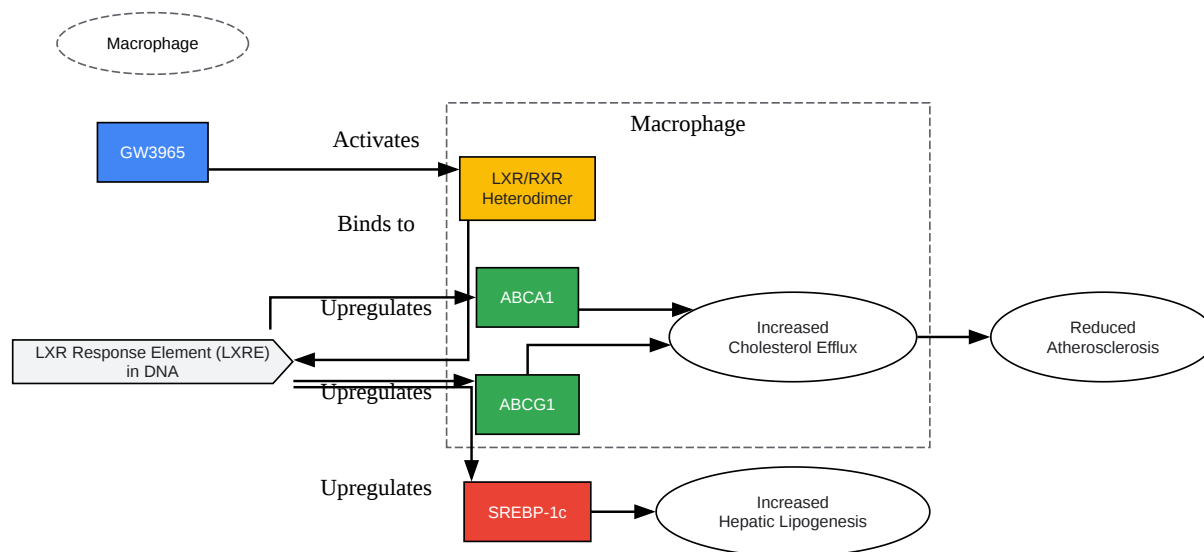 Macrophage
Macrophage
Activates
GW3965
LXR/RXR
Heterodimer
Binds to
ABCA1
Upregulates
Increased
Cholesterol Efflux
Reduced
Atherosclerosis
LXR Response Element (LXRE)
in DNA
Upregulates
ABCG1
Upregulates
SREBP-1c
Increased
Hepatic Lipogenesis